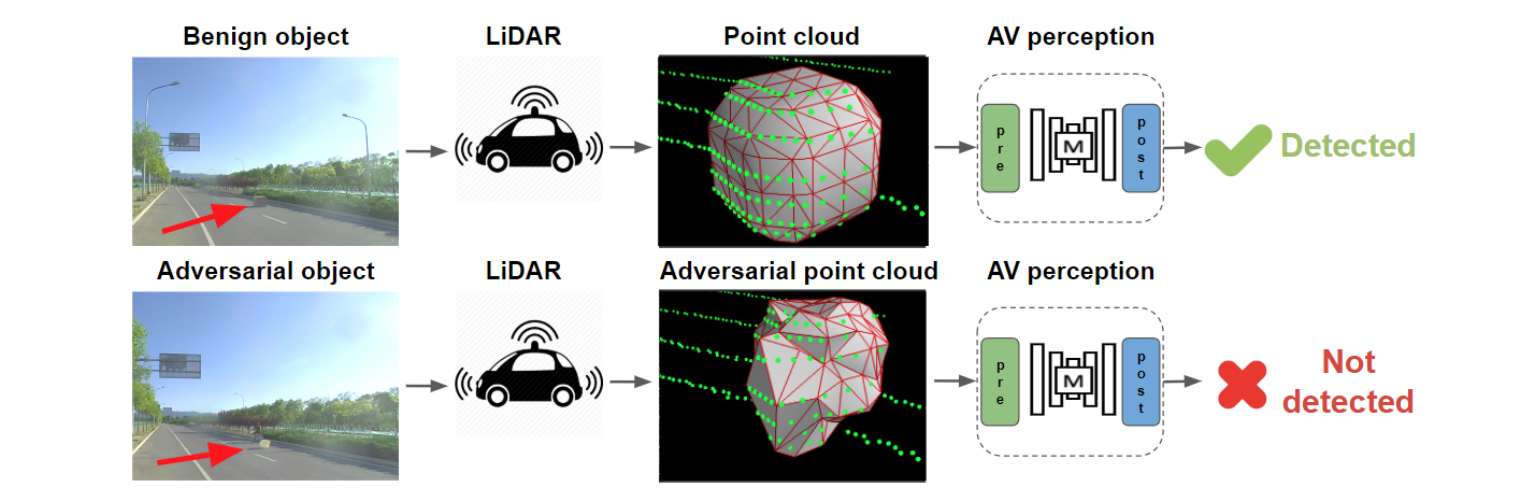 Benign object
LiDAR
Point cloud
AV perception
pre
M
post
Detected
Adversarial object
LiDAR
Adversarial point cloud
AV perception
pre
M
post
Not
detected